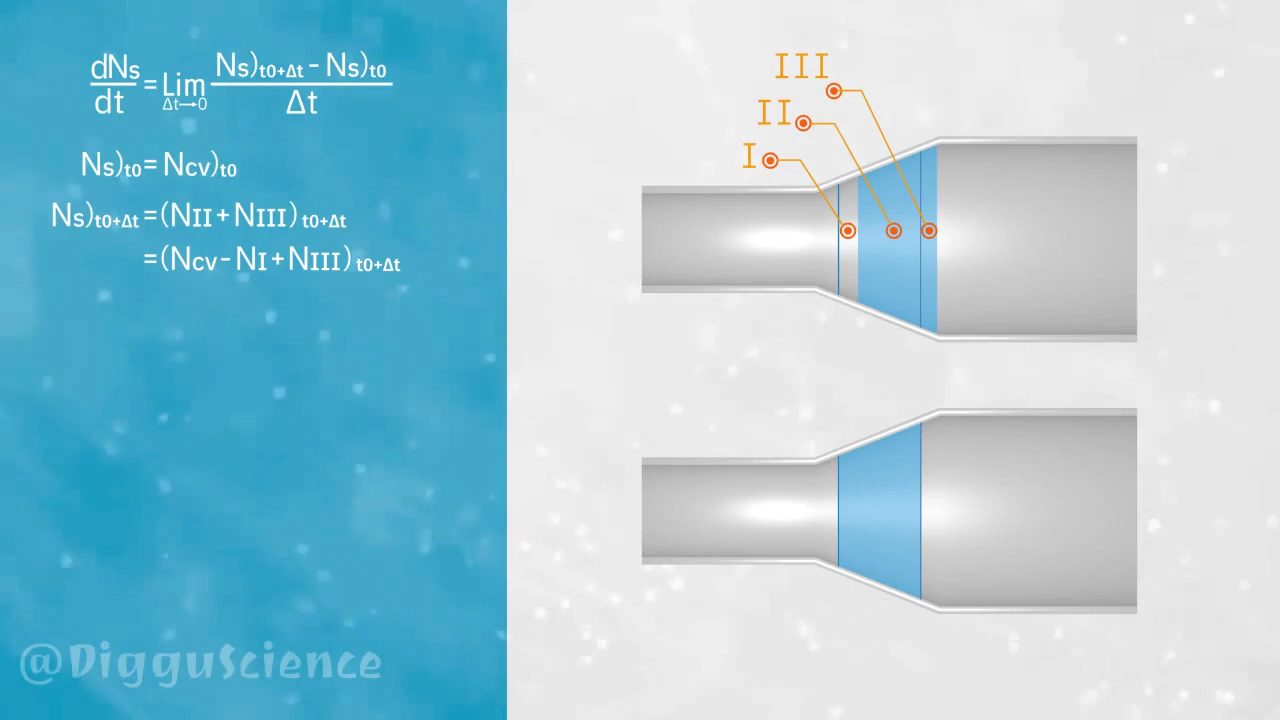 dNs/dt = Lim Δt→0 (Ns)t0+Δt - Ns)t0)/Δt
Ns)t0 = Ncv)t0
Ns)t0+Δt = (NII + NIII) t0+Δt
= (Ncv - NI + NIII) t0+Δt
III
II
I
@DigguScience